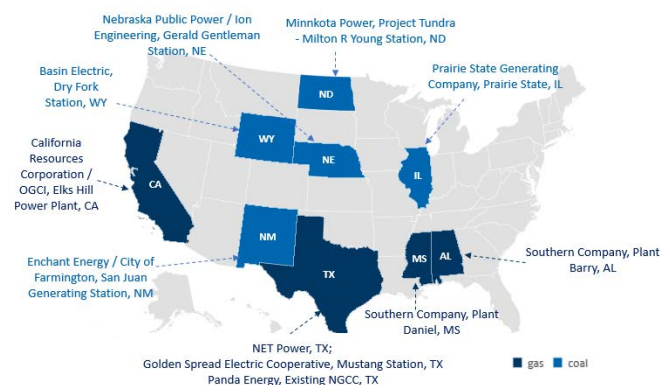 Nebraska Public Power / Ion
Engineering, Gerald Gentleman
Station, NE
Minnkota Power, Project Tundra
- Milton R Young Station, ND
Basin Electric,
Dry Fork
Station, WY
Prairie State Generating
Company, Prairie State, IL
ND
WY
NE
IL
California
Resources
Corporation /
OGCI, Elks Hill
Power Plant, CA
CA
NM
TX
MS
AL
Enchant Energy / City of
Farmington, San Juan
Generating Station, NM
Southern Company, Plant
Barry, AL
Southern Company, Plant
Daniel, MS
NET Power, TX;
Golden Spread Electric Cooperative, Mustang Station, TX
Panda Energy, Existing NGCC, TX
gas
coal